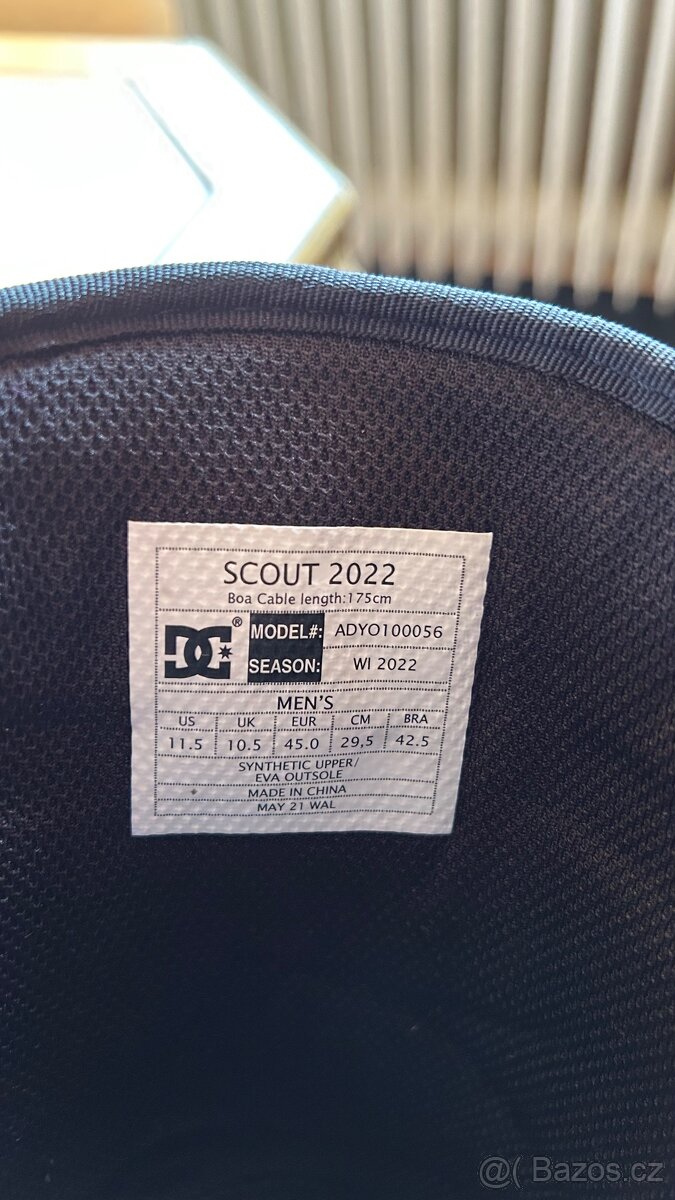 SCOUT 2022
Boa Cable length:175cm
DC® MODEL#: ADYO100056
SEASON: WI 2022
MEN'S
US UK EUR CM BRA
11.5 10.5 45.0 29,5 42.5
SYNTHETIC UPPER/
EVA OUTSOLE
MADE IN CHINA
MAY 21 WAL
@( Bazos.cz